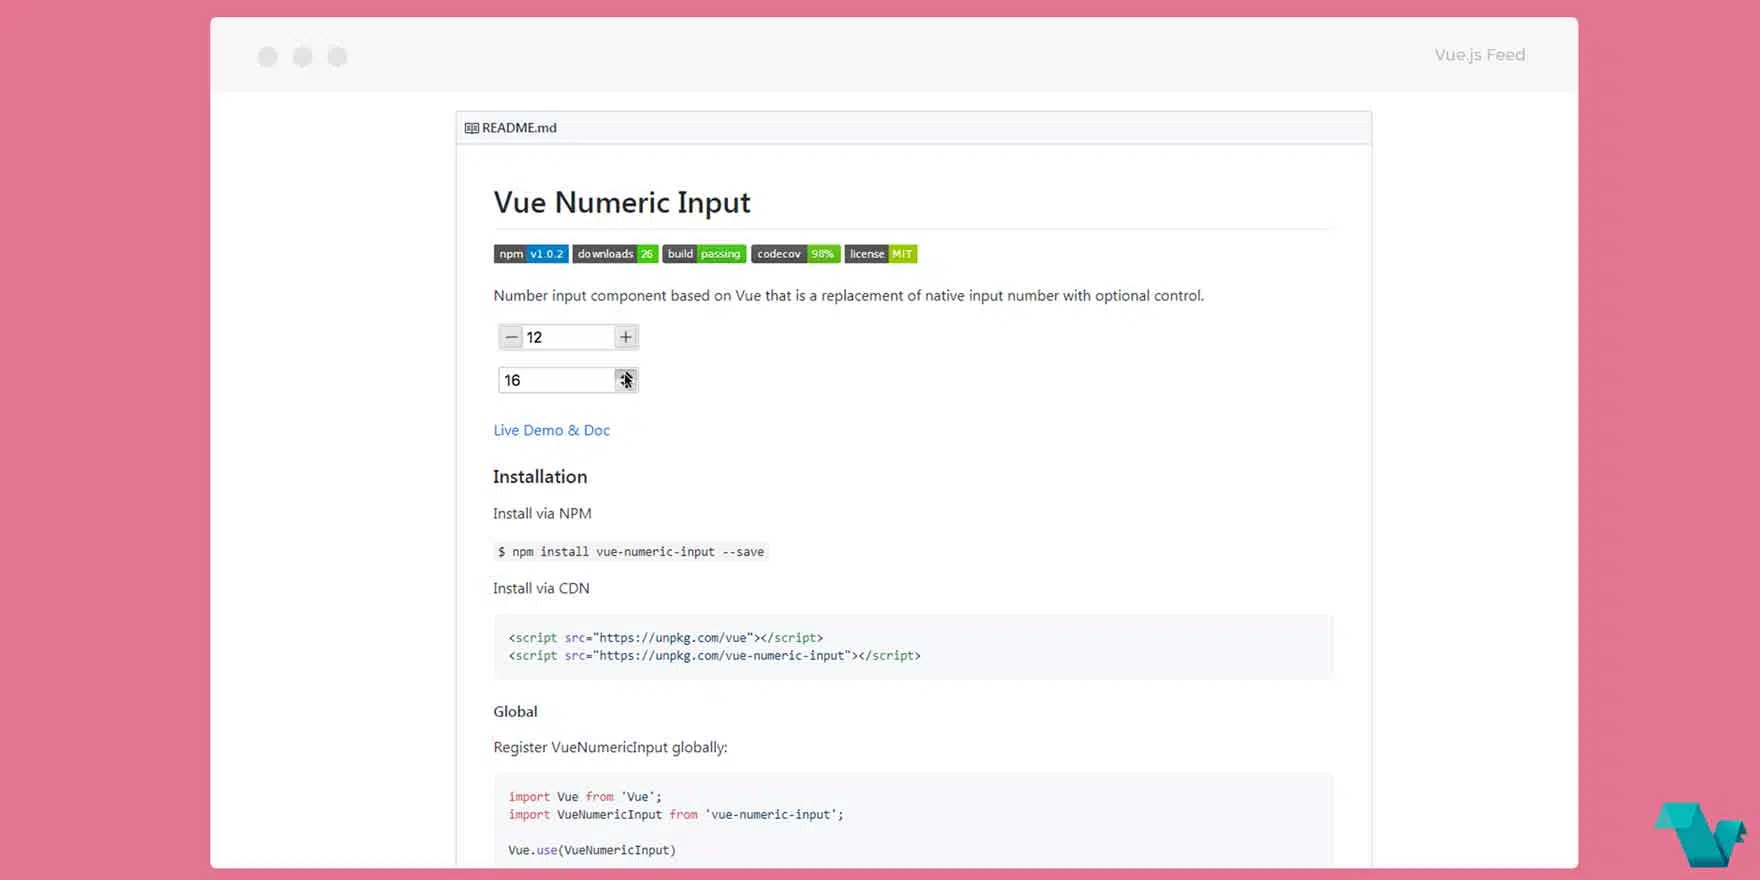 Vue.js Feed
README.md
Vue Numeric Input
npm v1.0.2 downloads 26 build passing codecov 98% license MIT
Number input component based on Vue that is a replacement of native input number with optional control.
— 12 +
16
Live Demo & Doc
Installation
Install via NPM
$ npm install vue-numeric-input --save
Install via CDN
<script src="https://unpkg.com/vue"></script>
<script src="https://unpkg.com/vue-numeric-input"></script>
Global
Register VueNumericInput globally:
import Vue from 'Vue';
import VueNumericInput from 'vue-numeric-input';
Vue.use(VueNumericInput)